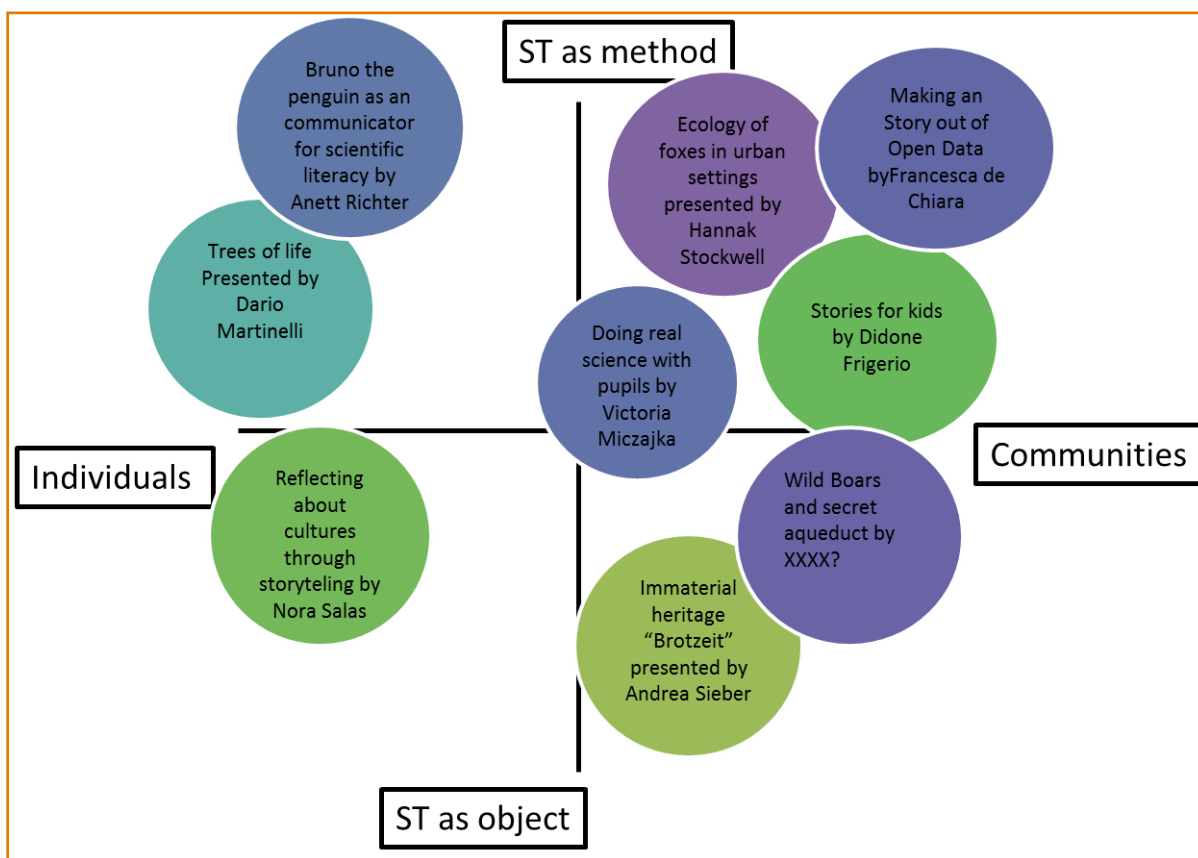 ST as method
Bruno the
penguin as an
communicator
for scientific
literacy by
Anett Richter
Trees of life
Presented by
Dario
Martinelli
Ecology of
foxes in urban
settings
presented by
Hannak
Stockwell
Making an
Story out of
Open Data
byFrancesca de
Chiara
Stories for kids
by Didone
Frigerio
Doing real
science with
pupils by
Victoria
Miczajka
Individuals
Communities
Reflecting
about
cultures
through
storyteling by
Nora Salas
Wild Boars
and secret
aqueduct by
XXXX?
Immaterial
heritage
“Brotzeit”
presented by
Andrea Sieber
ST as object